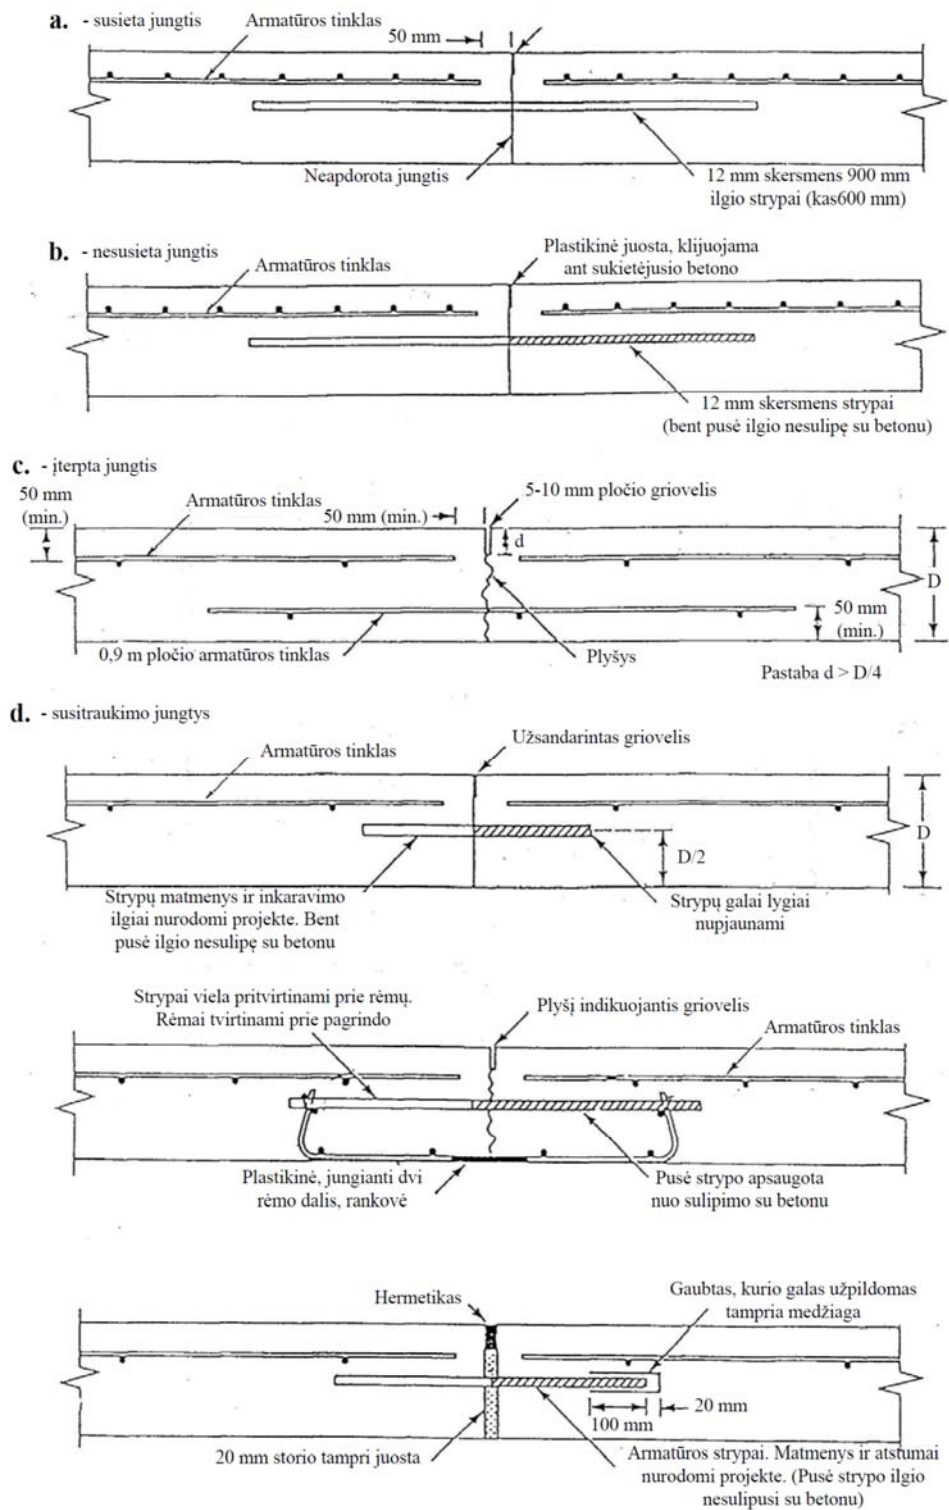 a. - susieta jungtis
Armatūros tinklas
50 mm
Neapdorota jungtis
12 mm skersmens 900 mm
ilgio strypai (kas600 mm)
b. - nesusieta jungtis
Armatūros tinklas
Plastikinė juosta, klijuojama
ant sukietėjusio betono
12 mm skersmens strypai
(bent pusė ilgio nesulipę su betonu)
c. - įterpta jungtis
50 mm
(min.)
Armatūros tinklas
50 mm (min.)
5-10 mm pločio griovelis
d
D
50 mm
(min.)
0,9 m pločio armatūros tinklas
Plyšys
Pastaba d > D/4
d. - susitraukimo jungtys
Armatūros tinklas
Užsandarintas griovelis
D
D/2
Strypų matmenys ir inkaravimo
ilgiai nurodomi projekte. Bent
pusė ilgio nesulipę su betonu
Strypų galai lygiai
nupjaunami
Strypai viela pritvirtinami prie rėmų.
Rėmai tvirtinami prie pagrindo
Plyšį indikuojantis griovelis
Armatūros tinklas
Plastikinė, jungianti dvi
rėmo dalis, rankovė
Pusė strypo apsaugota
nuo sulipimo su betonu
Hermetikas
Gaubtas, kurio galas užpildomas
tampria medžiaga
20 mm
100 mm
20 mm storio tampri juosta
Armatūros strypai. Matmenys ir atstumai
nurodomi projekte. (Pusė strypo ilgio
nesulipusi su betonu)